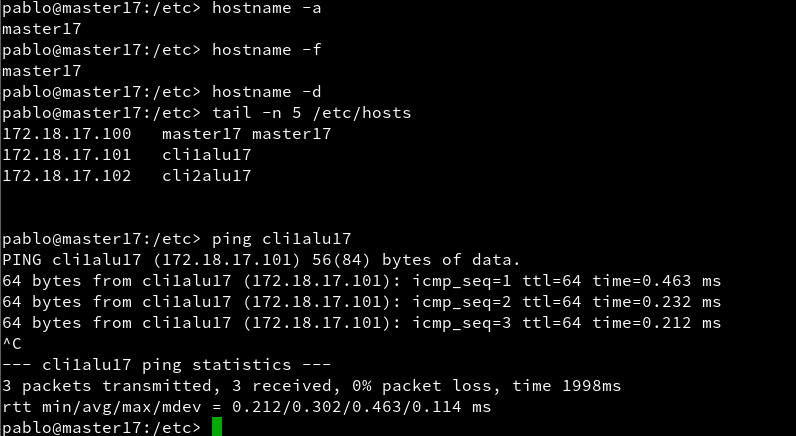 pablo@master17:/etc> hostname -a
master17
pablo@master17:/etc> hostname -f
master17
pablo@master17:/etc> hostname -d
pablo@master17:/etc> tail -n 5 /etc/hosts
172.18.17.100   master17 master17
172.18.17.101   cli1alu17
172.18.17.102   cli2alu17
pablo@master17:/etc> ping cli1alu17
PING cli1alu17 (172.18.17.101) 56(84) bytes of data.
64 bytes from cli1alu17 (172.18.17.101): icmp_seq=1 ttl=64 time=0.463 ms
64 bytes from cli1alu17 (172.18.17.101): icmp_seq=2 ttl=64 time=0.232 ms
64 bytes from cli1alu17 (172.18.17.101): icmp_seq=3 ttl=64 time=0.212 ms
^C
--- cli1alu17 ping statistics ---
3 packets transmitted, 3 received, 0% packet loss, time 1998ms
rtt min/avg/max/mdev = 0.212/0.302/0.463/0.114 ms
pablo@master17:/etc>